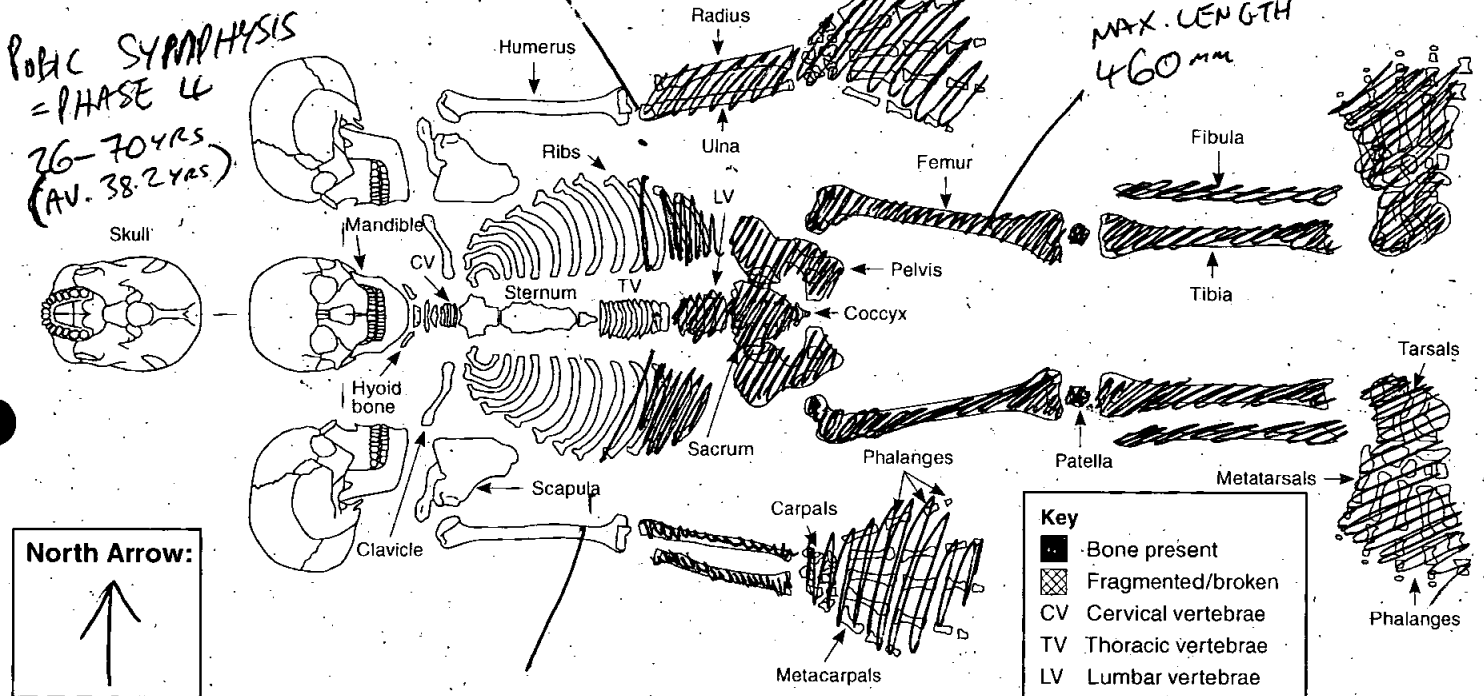 PUBIC SYMPHYSIS
= PHASE 4
26-70 YRS
(AV. 38.2 YRS)
MAX. LENGTH
460 mm
Radius
Humerus
Ulna
Ribs
LV
Femur
Fibula
Skull
Mandible
CV
Sternum
TV
Pelvis
Coccyx
Tibia
Hyoid
bone
Sacrum
Tarsals
Patella
Phalanges
Metatarsals
Scapula
Carpals
Clavicle
Metacarpals
Phalanges
North Arrow:
Key
Bone present
Fragmented/broken
CV Cervical vertebrae
TV Thoracic vertebrae
LV Lumbar vertebrae